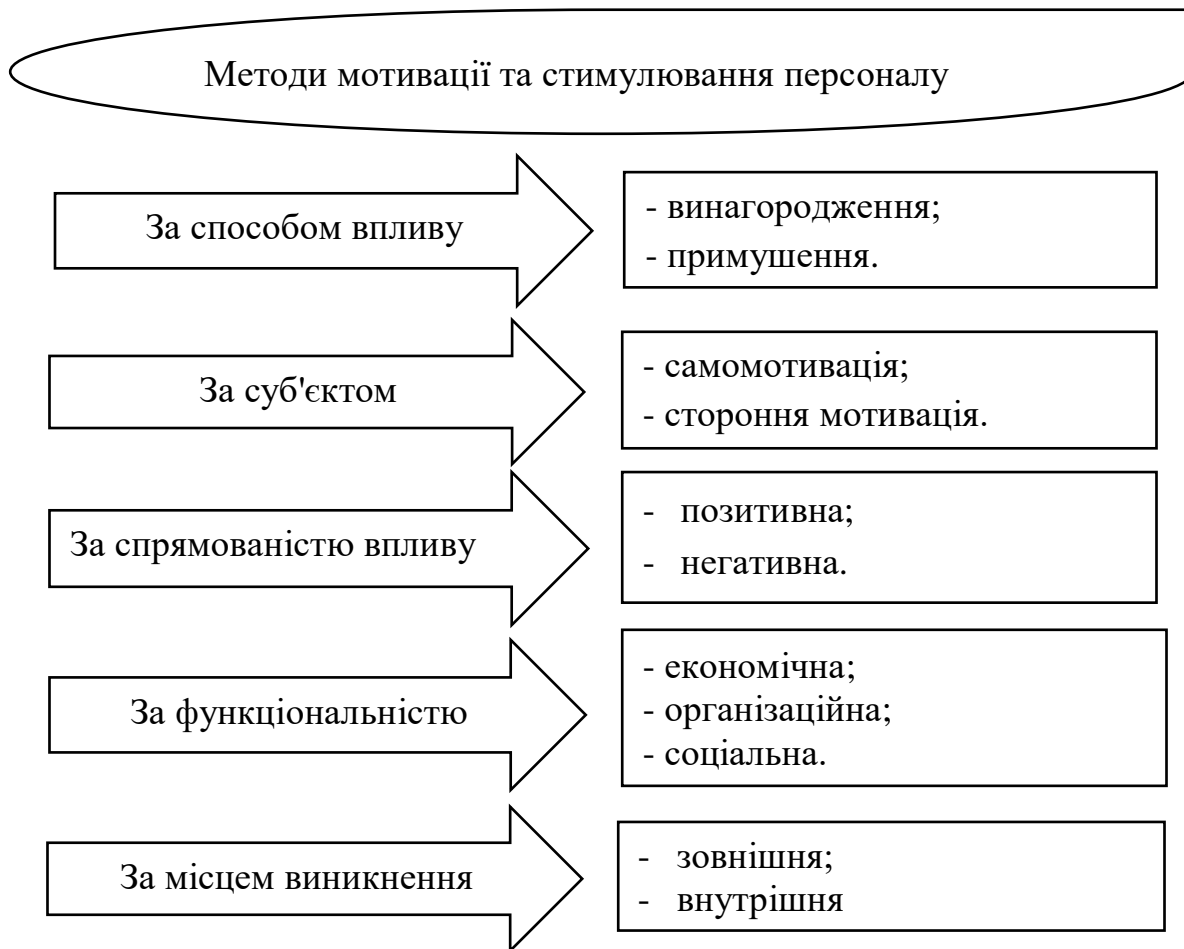 Методи мотивації та стимулювання персоналу
За способом впливу
- винагородження;
- примушення.
За суб'єктом
- самомотивація;
- стороння мотивація.
За спрямованістю впливу
- позитивна;
- негативна.
За функціональністю
- економічна;
- організаційна;
- соціальна.
За місцем виникнення
- зовнішня;
- внутрішня